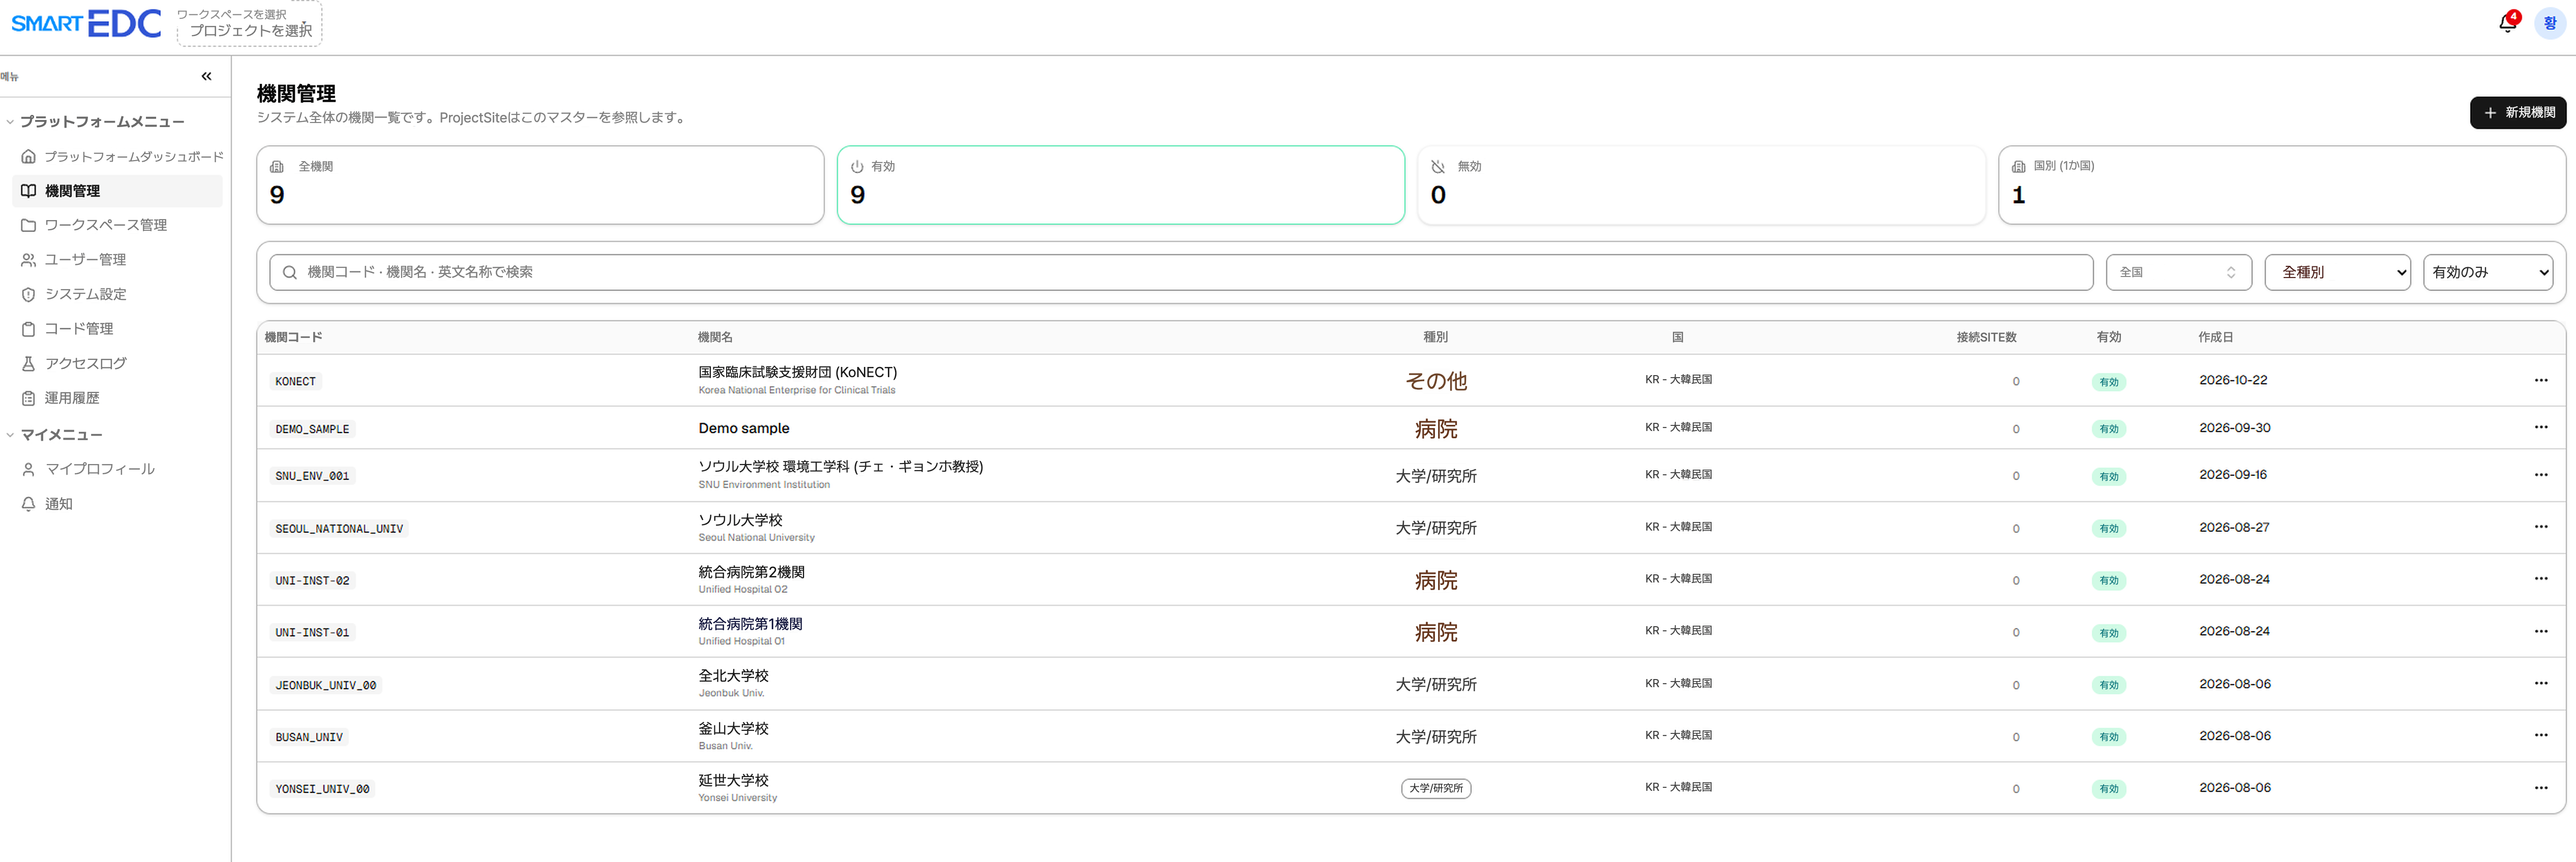 SMART EDC
ワークスペースを選択
プロジェクトを選択
4
황
메뉴
プラットフォームメニュー
プラットフォームダッシュボード
機関管理
ワークスペース管理
ユーザー管理
システム設定
コード管理
アクセスログ
運用履歴
マイメニュー
マイプロフィール
通知
機関管理
システム全体の機関一覧です。ProjectSiteはこのマスターを参照します。
新規機関
全機関
9
有効
9
無効
0
国別 (1か国)
1
機関コード・機関名・英文名称で検索
全国
全種別
有効のみ
機関コード 機関名 種別 国 接続SITE数 有効 作成日
KONECT 国家臨床試験支援財団 (KoNECT) その他 KR - 大韓民国 0 有効 2026-10-22
Korea National Enterprise for Clinical Trials
DEMO_SAMPLE Demo sample 病院 KR - 大韓民国 0 有効 2026-09-30
SNU_ENV_001 ソウル大学校 環境工学科 (チェ・ギョンホ教授) 大学/研究所 KR - 大韓民国 0 有効 2026-09-16
SNU Environment Institution
SEOUL_NATIONAL_UNIV ソウル大学校 大学/研究所 KR - 大韓民国 0 有効 2026-08-27
Seoul National University
UNI-INST-02 統合病院第2機関 病院 KR - 大韓民国 0 有効 2026-08-24
Unified Hospital 02
UNI-INST-01 統合病院第1機関 病院 KR - 大韓民国 0 有効 2026-08-24
Unified Hospital 01
JEONBUK_UNIV_00 全北大学校 大学/研究所 KR - 大韓民国 0 有効 2026-08-06
Jeonbuk Univ.
BUSAN_UNIV 釜山大学校 大学/研究所 KR - 大韓民国 0 有効 2026-08-06
Busan Univ.
YONSEI_UNIV_00 延世大学校 大学/研究所 KR - 大韓民国 0 有効 2026-08-06
Yonsei University